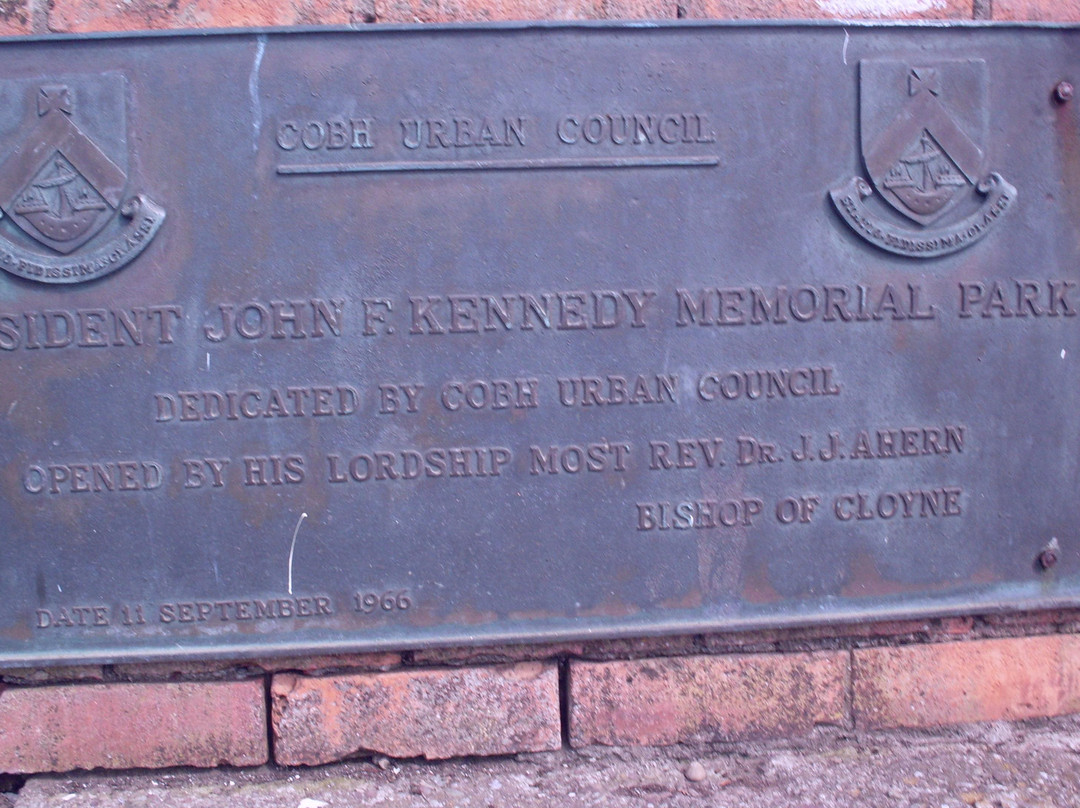 COBH URBAN COUNCIL
SIDENT JOHN F. KENNEDY MEMORIAL PARK
DEDICATED BY COBH URBAN COUNCIL
OPENED BY HIS LORDSHIP MOST REV. DR. J.J. AHERN
BISHOP OF CLOYNE
DATE 11 SEPTEMBER 1966
FIDISSIMA